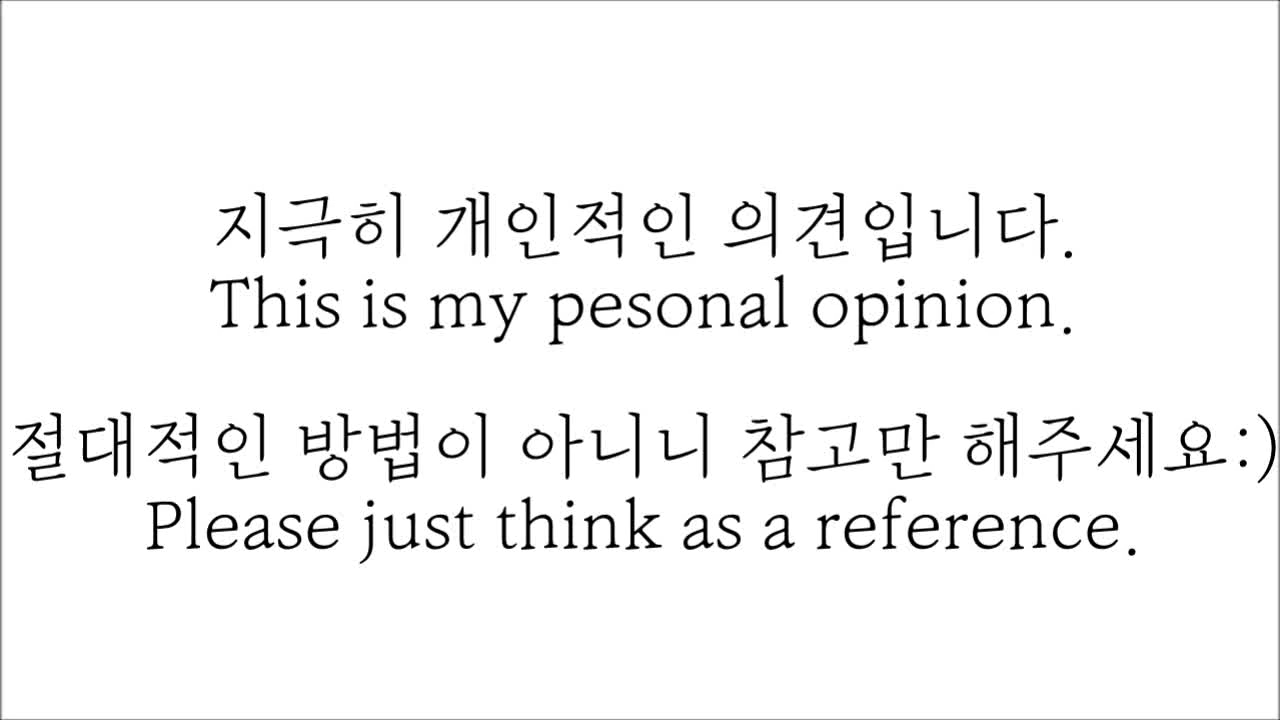 지극히 개인적인 의견입니다.
This is my pesonal opinion.
절대적인 방법이 아니니 참고만 해주세요:)
Please just think as a reference.